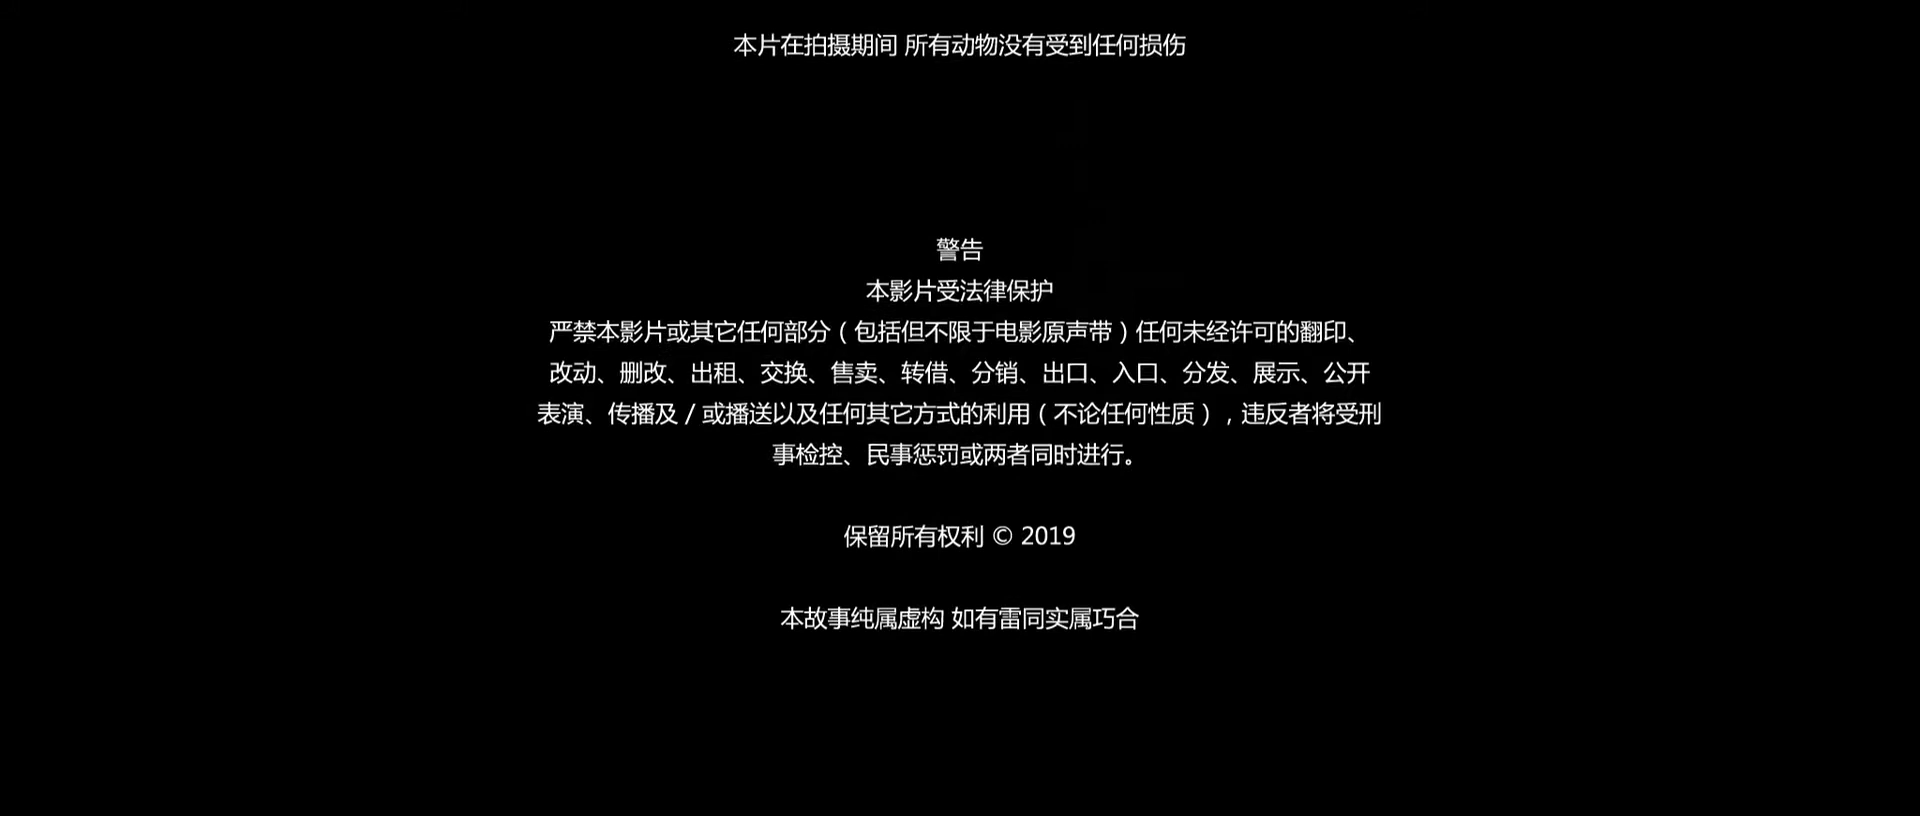 本片在拍摄期间 所有动物没有受到任何损伤
警告
本影片受法律保护
严禁本影片或其它任何部分（包括但不限于电影原声带）任何未经许可的翻印、
改动、删改、出租、交换、售卖、转借、分销、出口、入口、分发、展示、公开
表演、传播及 / 或播送以及任何其它方式的利用（不论任何性质），违反者将受刑
事检控、民事惩罚或两者同时进行。
保留所有权利 © 2019
本故事纯属虚构 如有雷同实属巧合